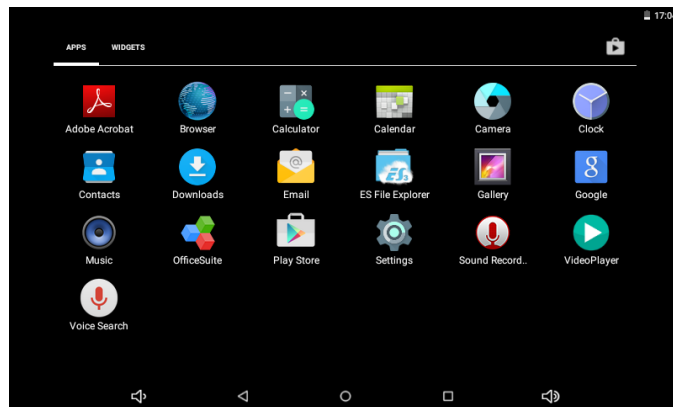 17:04
APPS WIDGETS
Adobe Acrobat Browser Calculator Calendar Camera Clock
Contacts Downloads Email ES File Explorer Gallery Google
Music OfficeSuite Play Store Settings Sound Record.. VideoPlayer
Voice Search